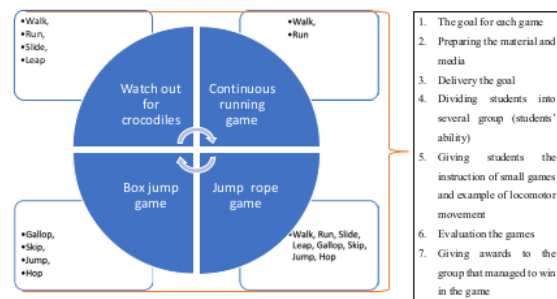 •Walk,
•Run,
•Slide,
•Leap
•Walk,
•Run
Watch out
for
crocodiles
Continuous
running
game
Box jump
game
Jump rope
game
•Gallop,
•Skip,
•Jump,
•Hop
•Walk, Run, Slide,
Leap, Gallop, Skip,
Jump, Hop
1. The goal for each game
2. Preparing the material and
media
3. Delivery the goal
4. Dividing students into
several group (students'
ability)
5. Giving students the
instruction of small games
and example of locomotor
movement
6. Evaluation the games
7. Giving awards to the
group that managed to win
in the game